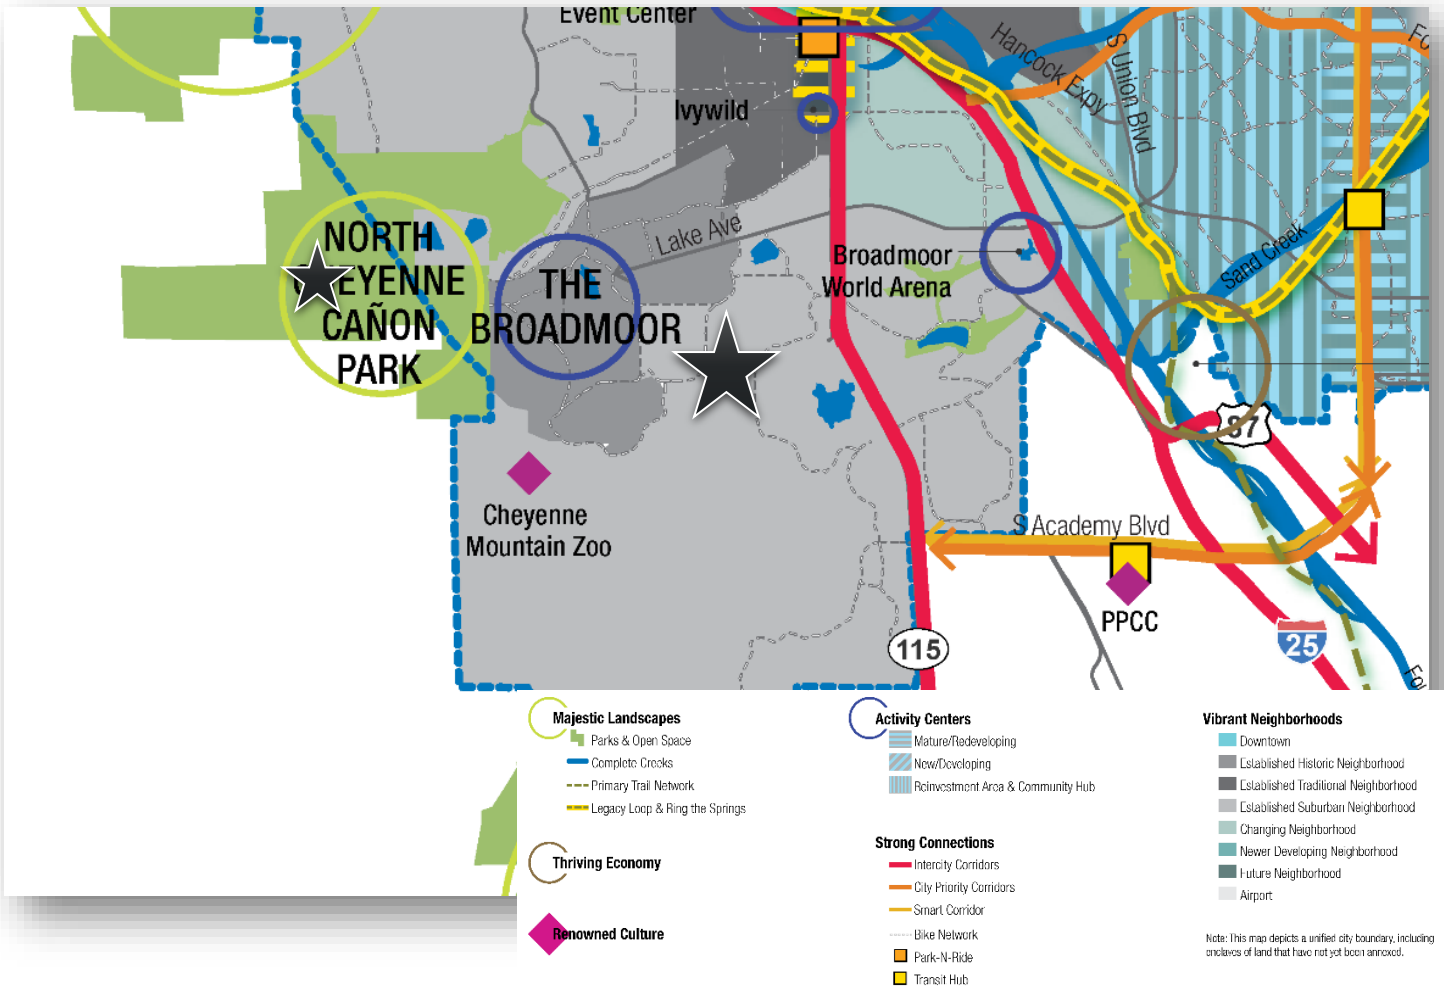 Event Center
Hancock Expy
S Union Blvd
Fo
Ivywild
Lake Ave
NORTH
CHEYENNE
CAÑON
PARK
THE
BROADMOOR
Broadmoor
World Arena
Sand Creek
87
Cheyenne
Mountain Zoo
S Academy Blvd
PPCC
115
25
Fou
Majestic Landscapes
Parks & Open Space
Complete Creeks
Primary Trail Network
Legacy Loop & Ring the Springs
Thriving Economy
Renowned Culture
Activity Centers
Mature/Redeveloping
New/Developing
Reinvestment Area & Community Hub
Strong Connections
Intercity Corridors
City Priority Corridors
Smart Corridor
Bike Network
Park-N-Ride
Transit Hub
Vibrant Neighborhoods
Downtown
Established Historic Neighborhood
Established Traditional Neighborhood
Established Suburban Neighborhood
Changing Neighborhood
Newer Developing Neighborhood
Future Neighborhood
Airport
Note: This map depicts a unified city boundary, including
enclaves of land that have not yet been annexed.